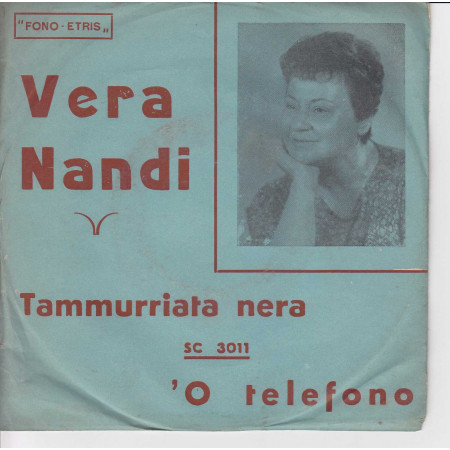 "FONO-ETRIS„
Vera
Nandi
Tammurriata nera
SC 3011
'O telefono